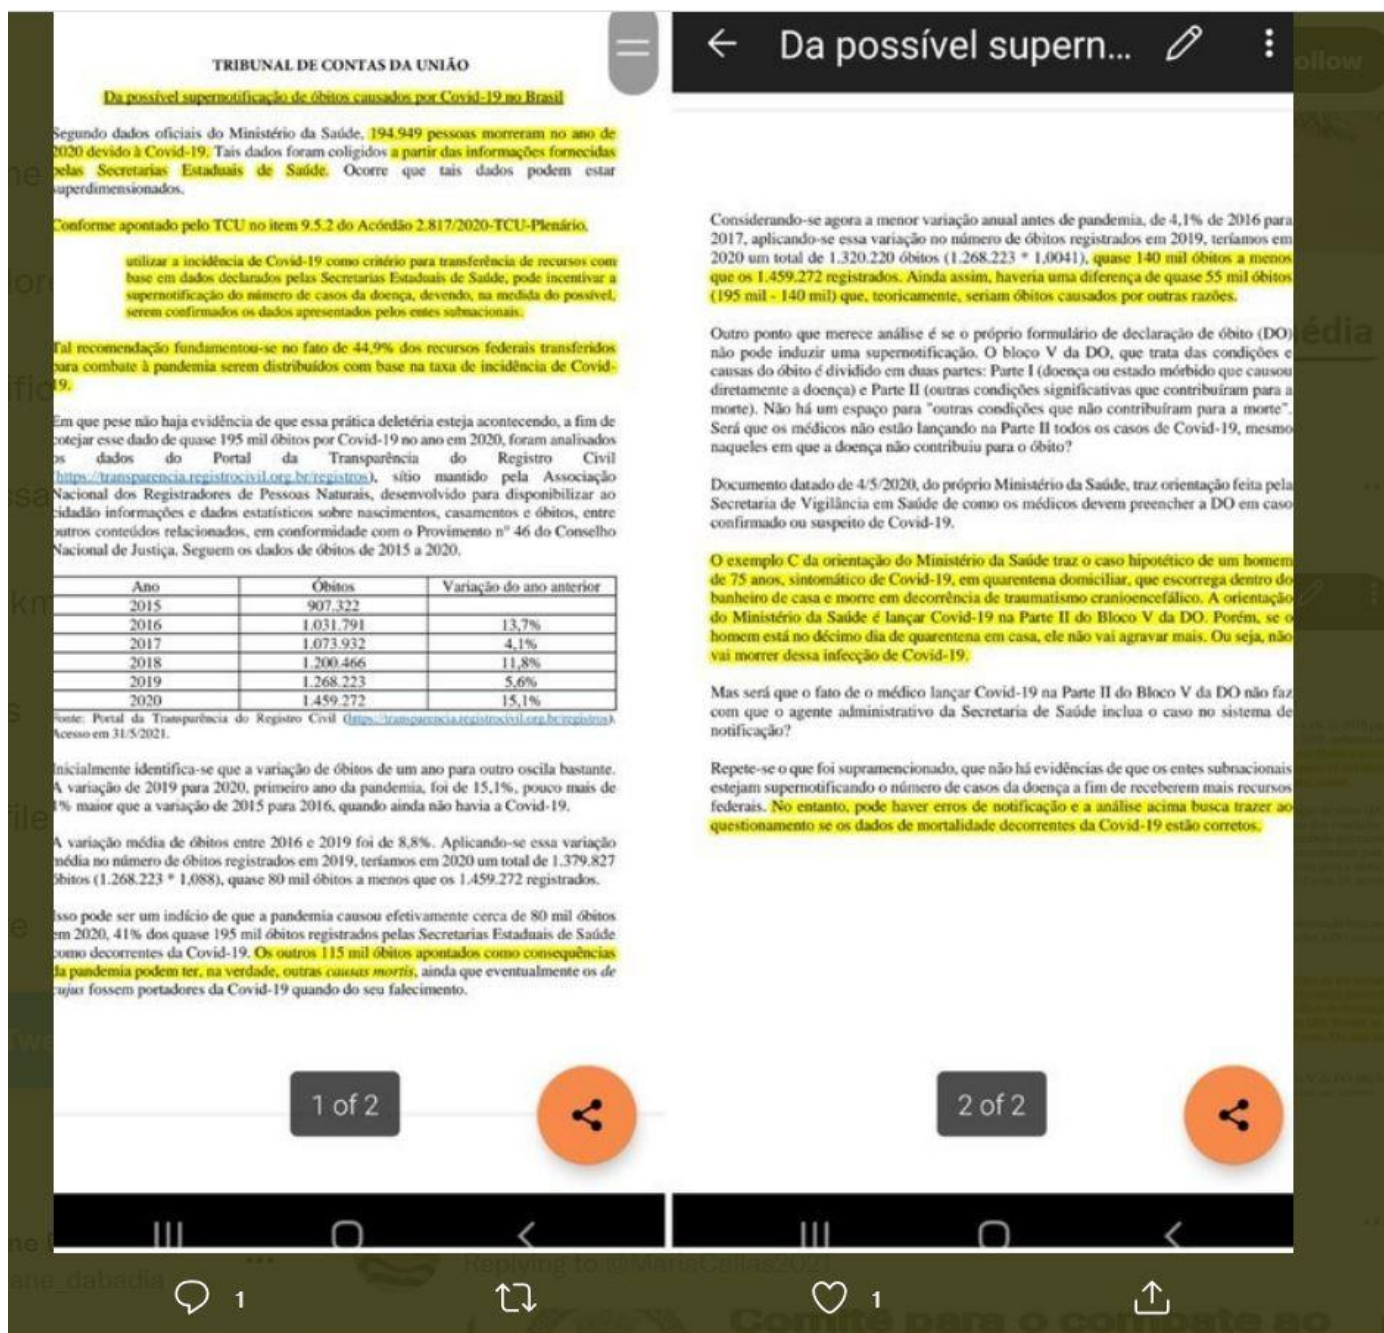 TRIBUNAL DE CONTAS DA UNIÃO
Da possível supernotificação de óbitos causados por Covid-19 no Brasil
Segundo dados oficiais do Ministério da Saúde, 194.949 pessoas morreram no ano de
2020 devido à Covid-19. Tais dados foram coligidos a partir das informações fornecidas
pelas Secretarias Estaduais de Saúde. Ocorre que tais dados podem estar
superdimensionados.
Conforme apontado pelo TCU no item 9.5.2 do Acórdão 2.817/2020-TCU-Plenário,
utilizar a incidência de Covid-19 como critério para transferência de recursos com
base em dados declarados pelas Secretarias Estaduais de Saúde, pode incentivar a
supernotificação do número de casos da doença, devendo, na medida do possível,
serem confirmados os dados apresentados pelos entes subnacionais.
Tal recomendação fundamentou-se no fato de 44,9% dos recursos federais transferidos
para combate à pandemia serem distribuídos com base na taxa de incidência de Covid-
19.
Em que pese não haja evidência de que essa prática deletéria esteja acontecendo, a fim de
cotejar esse dado de quase 195 mil óbitos por Covid-19 no ano em 2020, foram analisados
os dados do Portal da Transparência do Registro Civil
(https://transparencia.registrocivil.org.br/registros), sítio mantido pela Associação
Nacional dos Registradores de Pessoas Naturais, desenvolvido para disponibilizar ao
cidadão informações e dados estatísticos sobre nascimentos, casamentos e óbitos, entre
outros conteúdos relacionados, em conformidade com o Provimento nº 46 do Conselho
Nacional de Justiça. Seguem os dados de óbitos de 2015 a 2020.
Ano Óbitos Variação do ano anterior
2015 907.322
2016 1.031.791 13,7%
2017 1.073.932 4,1%
2018 1.200.466 11,8%
2019 1.268.223 5,6%
2020 1.459.272 15,1%
Fonte: Portal da Transparência do Registro Civil (https://transparencia.registrocivil.org.br/registros).
Acesso em 31/5/2021.
Inicialmente identifica-se que a variação de óbitos de um ano para outro oscila bastante.
A variação de 2019 para 2020, primeiro ano da pandemia, foi de 15,1%, pouco mais de
1% maior que a variação de 2015 para 2016, quando ainda não havia a Covid-19.
A variação média de óbitos entre 2016 e 2019 foi de 8,8%. Aplicando-se essa variação
média no número de óbitos registrados em 2019, teríamos em 2020 um total de 1.379.827
óbitos (1.268.223 * 1,088), quase 80 mil óbitos a menos que os 1.459.272 registrados.
Isso pode ser um indício de que a pandemia causou efetivamente cerca de 80 mil óbitos
em 2020, 41% dos quase 195 mil óbitos registrados pelas Secretarias Estaduais de Saúde
como decorrentes da Covid-19. Os outros 115 mil óbitos apontados como consequências
da pandemia podem ter, na verdade, outras causas mortis, ainda que eventualmente os de
cujus fossem portadores da Covid-19 quando do seu falecimento.
1 of 2
Da possível supern...
Considerando-se agora a menor variação anual antes de pandemia, de 4,1% de 2016 para
2017, aplicando-se essa variação no número de óbitos registrados em 2019, teríamos em
2020 um total de 1.320.220 óbitos (1.268.223 * 1,0041), quase 140 mil óbitos a menos
que os 1.459.272 registrados. Ainda assim, haveria uma diferença de quase 55 mil óbitos
(195 mil - 140 mil) que, teoricamente, seriam óbitos causados por outras razões.
Outro ponto que merece análise é se o próprio formulário de declaração de óbito (DO)
não pode induzir uma supernotificação. O bloco V da DO, que trata das condições e
causas do óbito é dividido em duas partes: Parte I (doença ou estado mórbido que causou
diretamente a doença) e Parte II (outras condições significativas que contribuíram para a
morte). Não há um espaço para "outras condições que não contribuíram para a morte".
Será que os médicos não estão lançando na Parte II todos os casos de Covid-19, mesmo
naqueles em que a doença não contribuiu para o óbito?
Documento datado de 4/5/2020, do próprio Ministério da Saúde, traz orientação feita pela
Secretaria de Vigilância em Saúde de como os médicos devem preencher a DO em caso
confirmado ou suspeito de Covid-19.
O exemplo C da orientação do Ministério da Saúde traz o caso hipotético de um homem
de 75 anos, sintomático de Covid-19, em quarentena domiciliar, que escorrega dentro do
banheiro de casa e morre em decorrência de traumatismo cranioencefálico. A orientação
do Ministério da Saúde é lançar Covid-19 na Parte II do Bloco V da DO. Porém, se o
homem está no décimo dia de quarentena em casa, ele não vai agravar mais. Ou seja, não
vai morrer dessa infecção de Covid-19.
Mas será que o fato de o médico lançar Covid-19 na Parte II do Bloco V da DO não faz
com que o agente administrativo da Secretaria de Saúde inclua o caso no sistema de
notificação?
Repete-se o que foi supramencionado, que não há evidências de que os entes subnacionais
estejam supernotificando o número de casos da doença a fim de receberem mais recursos
federais. No entanto, pode haver erros de notificação e a análise acima busca trazer ao
questionamento se os dados de mortalidade decorrentes da Covid-19 estão corretos.
2 of 2
ollow
édia
ane_dabadia
Replying to @MariaCallas2021
Comitê para o combate ao
1
1